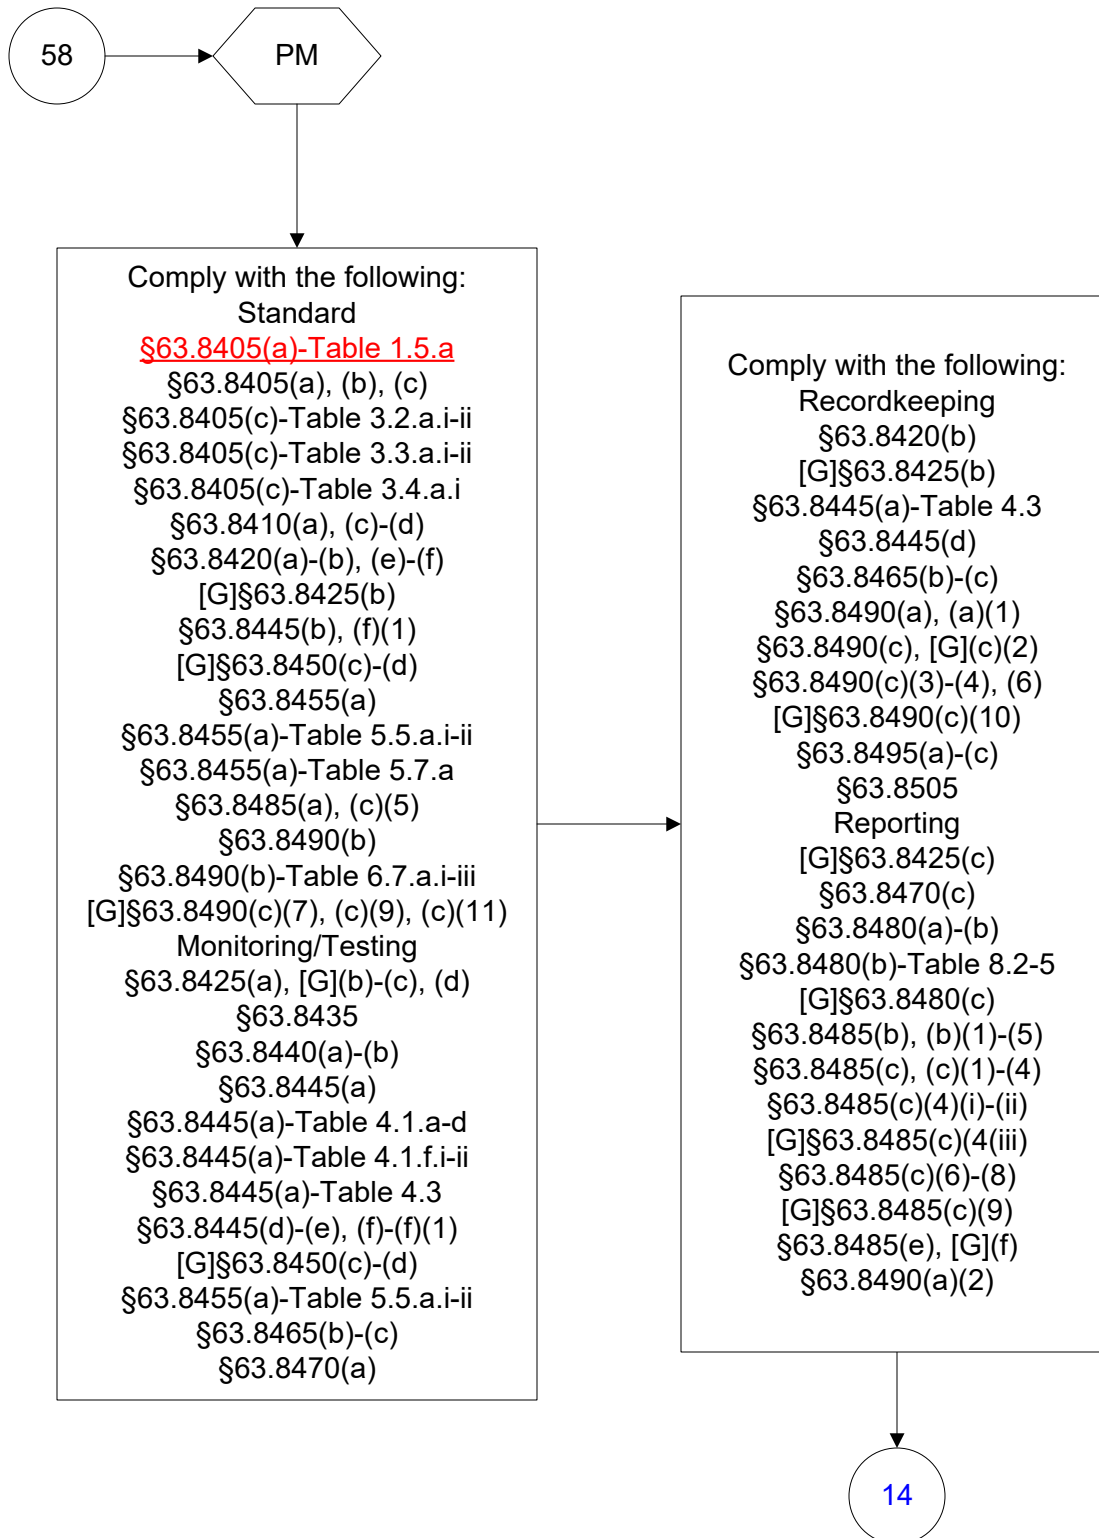 58
PM
Comply with the following:
Standard
§63.8405(a)-Table 1.5.a
§63.8405(a), (b), (c)
§63.8405(c)-Table 3.2.a.i-ii
§63.8405(c)-Table 3.3.a.i-ii
§63.8405(c)-Table 3.4.a.i
§63.8410(a), (c)-(d)
§63.8420(a)-(b), (e)-(f)
[G]§63.8425(b)
§63.8445(b), (f)(1)
[G]§63.8450(c)-(d)
§63.8455(a)
§63.8455(a)-Table 5.5.a.i-ii
§63.8455(a)-Table 5.7.a
§63.8485(a), (c)(5)
§63.8490(b)
§63.8490(b)-Table 6.7.a.i-iii
[G]§63.8490(c)(7), (c)(9), (c)(11)
Monitoring/Testing
§63.8425(a), [G](b)-(c), (d)
§63.8435
§63.8440(a)-(b)
§63.8445(a)
§63.8445(a)-Table 4.1.a-d
§63.8445(a)-Table 4.1.f.i-ii
§63.8445(a)-Table 4.3
§63.8445(d)-(e), (f)-(f)(1)
[G]§63.8450(c)-(d)
§63.8455(a)-Table 5.5.a.i-ii
§63.8465(b)-(c)
§63.8470(a)
Comply with the following:
Recordkeeping
§63.8420(b)
[G]§63.8425(b)
§63.8445(a)-Table 4.3
§63.8445(d)
§63.8465(b)-(c)
§63.8490(a), (a)(1)
§63.8490(c), [G](c)(2)
§63.8490(c)(3)-(4), (6)
[G]§63.8490(c)(10)
§63.8495(a)-(c)
§63.8505
Reporting
[G]§63.8425(c)
§63.8470(c)
§63.8480(a)-(b)
§63.8480(b)-Table 8.2-5
[G]§63.8480(c)
§63.8485(b), (b)(1)-(5)
§63.8485(c), (c)(1)-(4)
§63.8485(c)(4)(i)-(ii)
[G]§63.8485(c)(4(iii)
§63.8485(c)(6)-(8)
[G]§63.8485(c)(9)
§63.8485(e), [G](f)
§63.8490(a)(2)
14